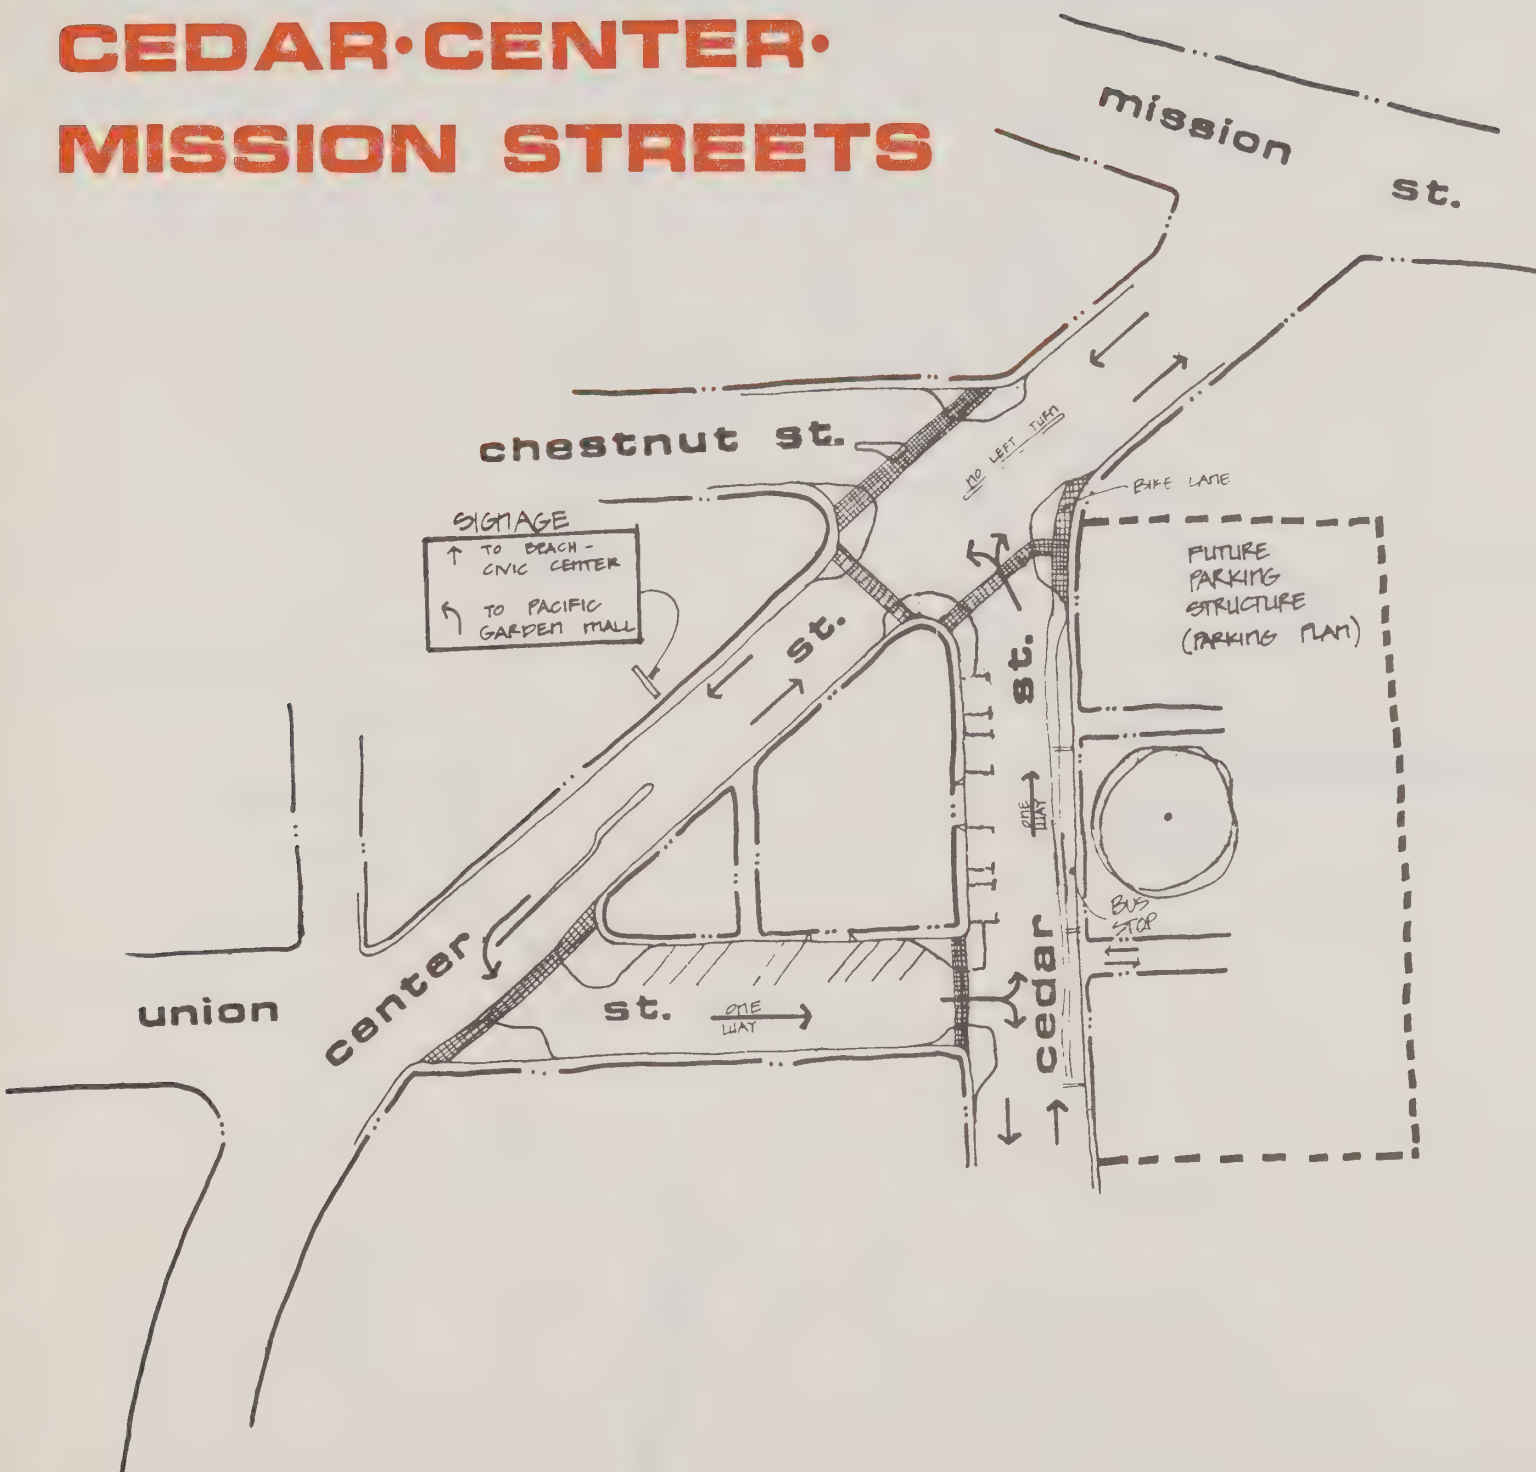 CEDAR•CENTER•
MISSION STREETS
mission st.
chestnut st.
NO LEFT TURN
BIKE LANE
SIGNAGE
↑ TO BEACH -
CIVIC CENTER
↰ TO PACIFIC
GARDEN MALL
FUTURE
PARKING
STRUCTURE
(PARKING PLAN)
center st.
cedar st.
ONE
WAY
BUS
STOP
union st.
ONE
WAY